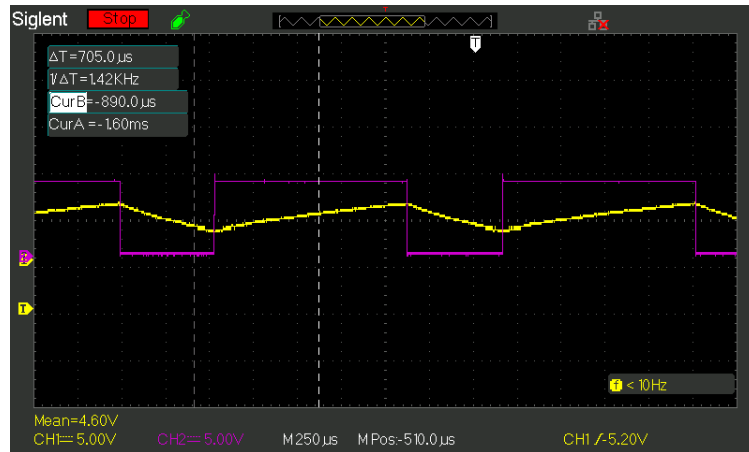 Siglent Stop
T
ΔT=705.0μs
1/ΔT=1.42KHz
CurB=-890.0μs
CurA=-1.60ms
T
f < 10Hz
Mean=4.60V
CH1 5.00V CH2 5.00V M 250μs M Pos:-510.0μs CH1 -5.20V